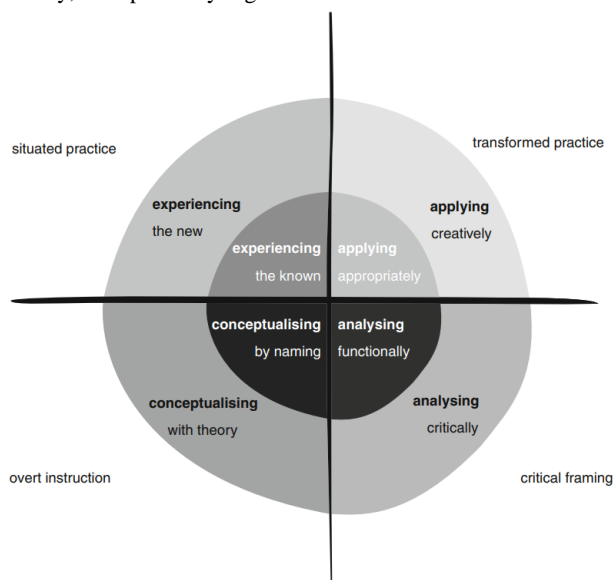 situated practice
transformed practice
experiencing
the new
applying
creatively
experiencing
the known
applying
appropriately
conceptualising
by naming
analysing
functionally
conceptualising
with theory
analysing
critically
overt instruction
critical framing